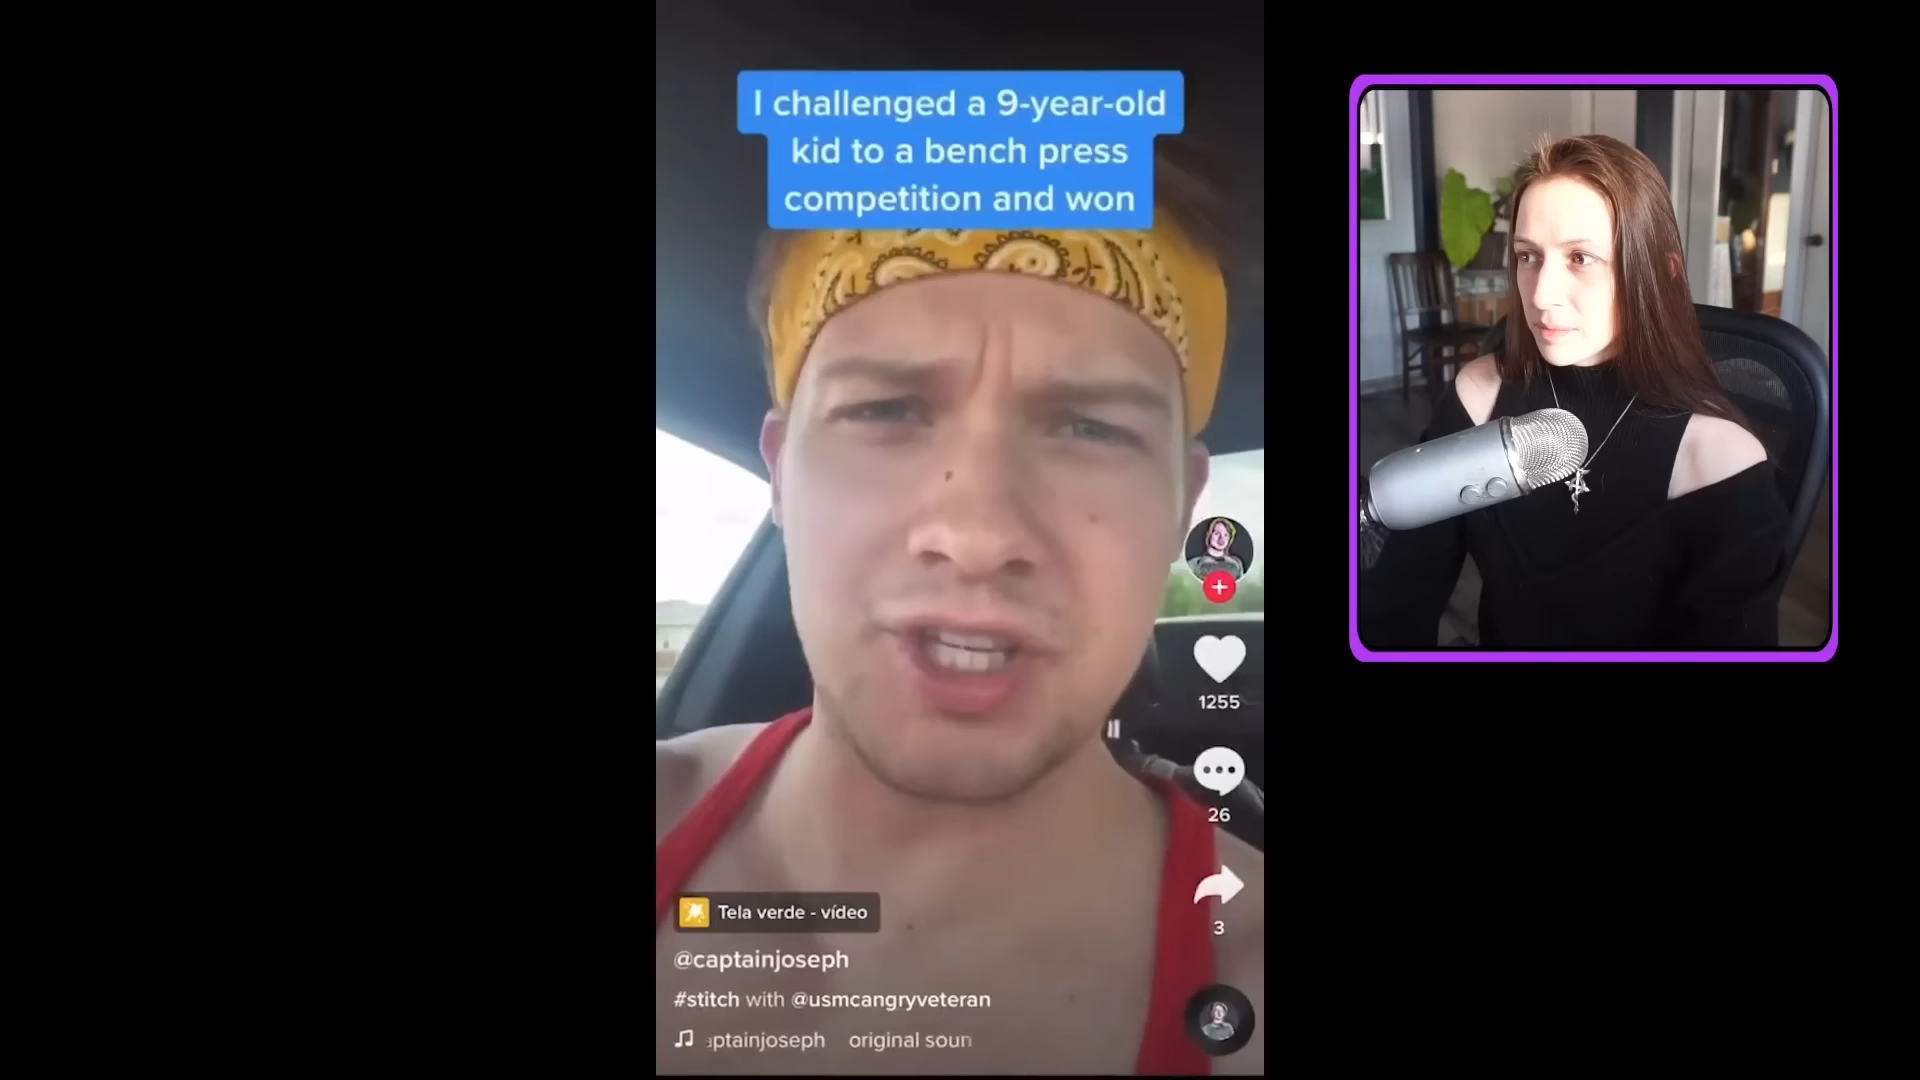 I challenged a 9-year-old
kid to a bench press
competition and won
1255
26
3
Tela verde - vídeo
@captainjoseph
#stitch with @usmcangryveteran
aptainjoseph original soun